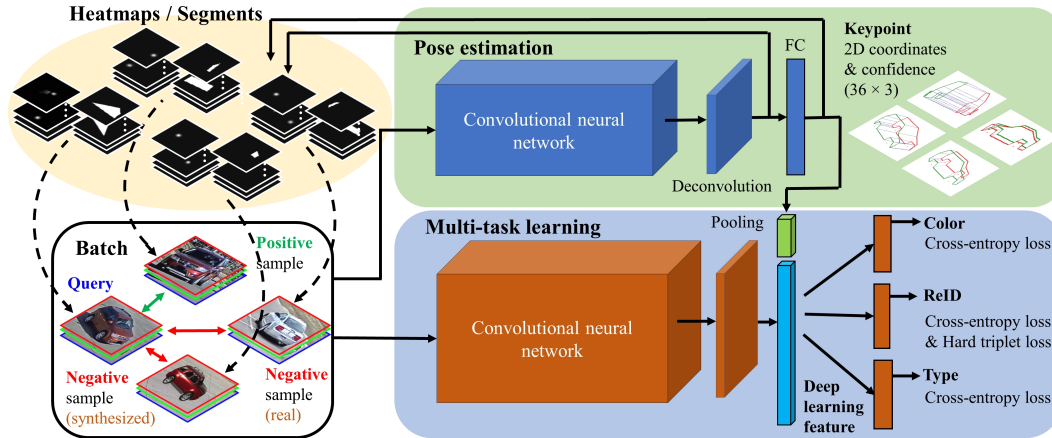 Heatmaps / Segments
Pose estimation
FC
Keypoint
2D coordinates
& confidence
(36 × 3)
Convolutional neural
network
Deconvolution
Batch
Positive
sample
Query
Negative
sample
(synthesized)
Negative
sample
(real)
Multi-task learning
Pooling
Convolutional neural
network
Deep
learning
feature
Color
Cross-entropy loss
ReID
Cross-entropy loss
& Hard triplet loss
Type
Cross-entropy loss